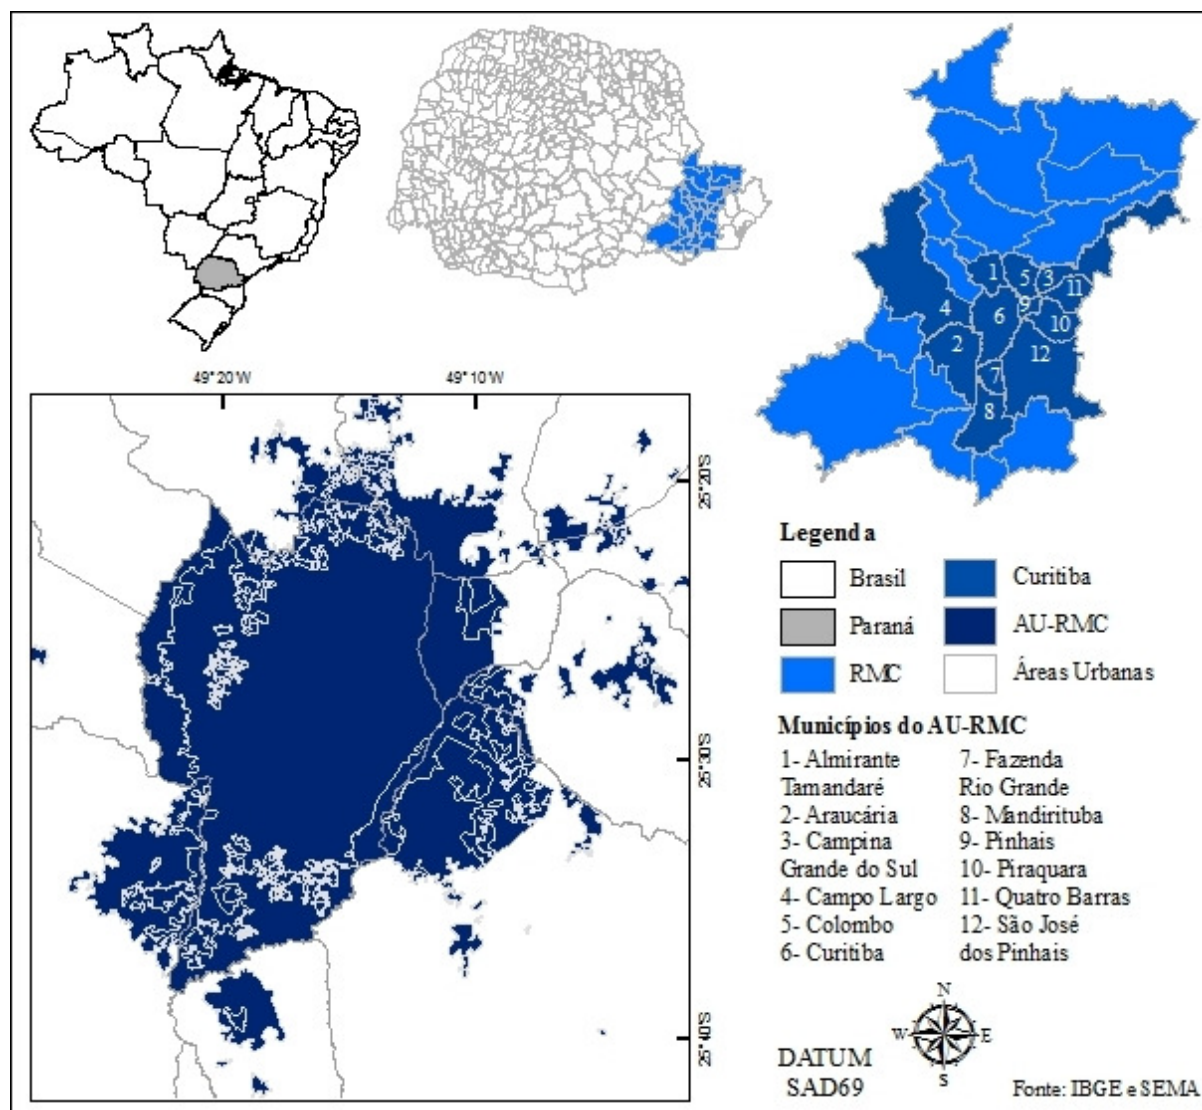 49° 20'W
49° 10'W
25° 20'S
25° 30'S
25° 40'S
1
5
3
11
9
4
6
10
2
12
7
8
Legenda
Brasil
Curitiba
Paraná
AU-RMC
RMC
Áreas Urbanas
Municípios do AU-RMC
1- Almirante
Tamandaré
2- Araucária
3- Campina
Grande do Sul
4- Campo Largo
5- Colombo
6- Curitiba
7- Fazenda
Rio Grande
8- Mandirituba
9- Pinhais
10- Piraquara
11- Quatro Barras
12- São José
dos Pinhais
N
W
E
S
DATUM
SAD69
Fonte: IBGE e SEMA